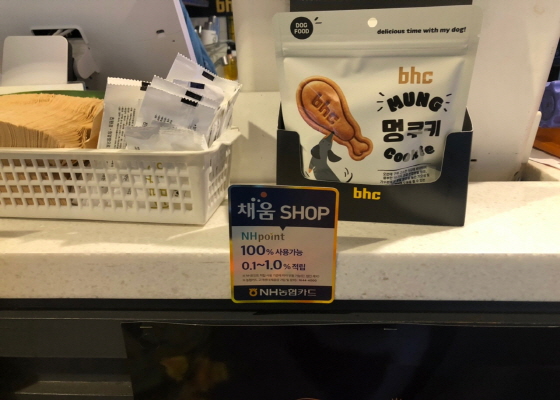 DOG
FOOD
delicious time with my dog!
bhc
MUNG
멍쿠키
Cookie
bhc
bhc
채움 SHOP
NHpoint
100% 사용가능
0.1~1.0% 적립
NH농협카드